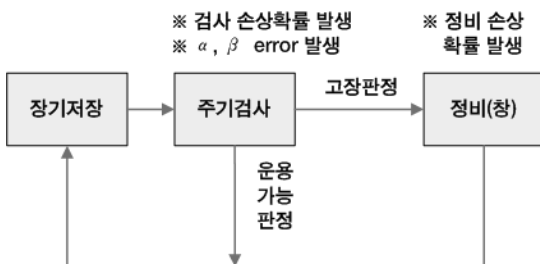 ※ 검사 손상확률 발생
※ α, β error 발생
※ 정비 손상
확률 발생
장기저장
주기검사
고장판정
정비(창)
운용
가능
판정